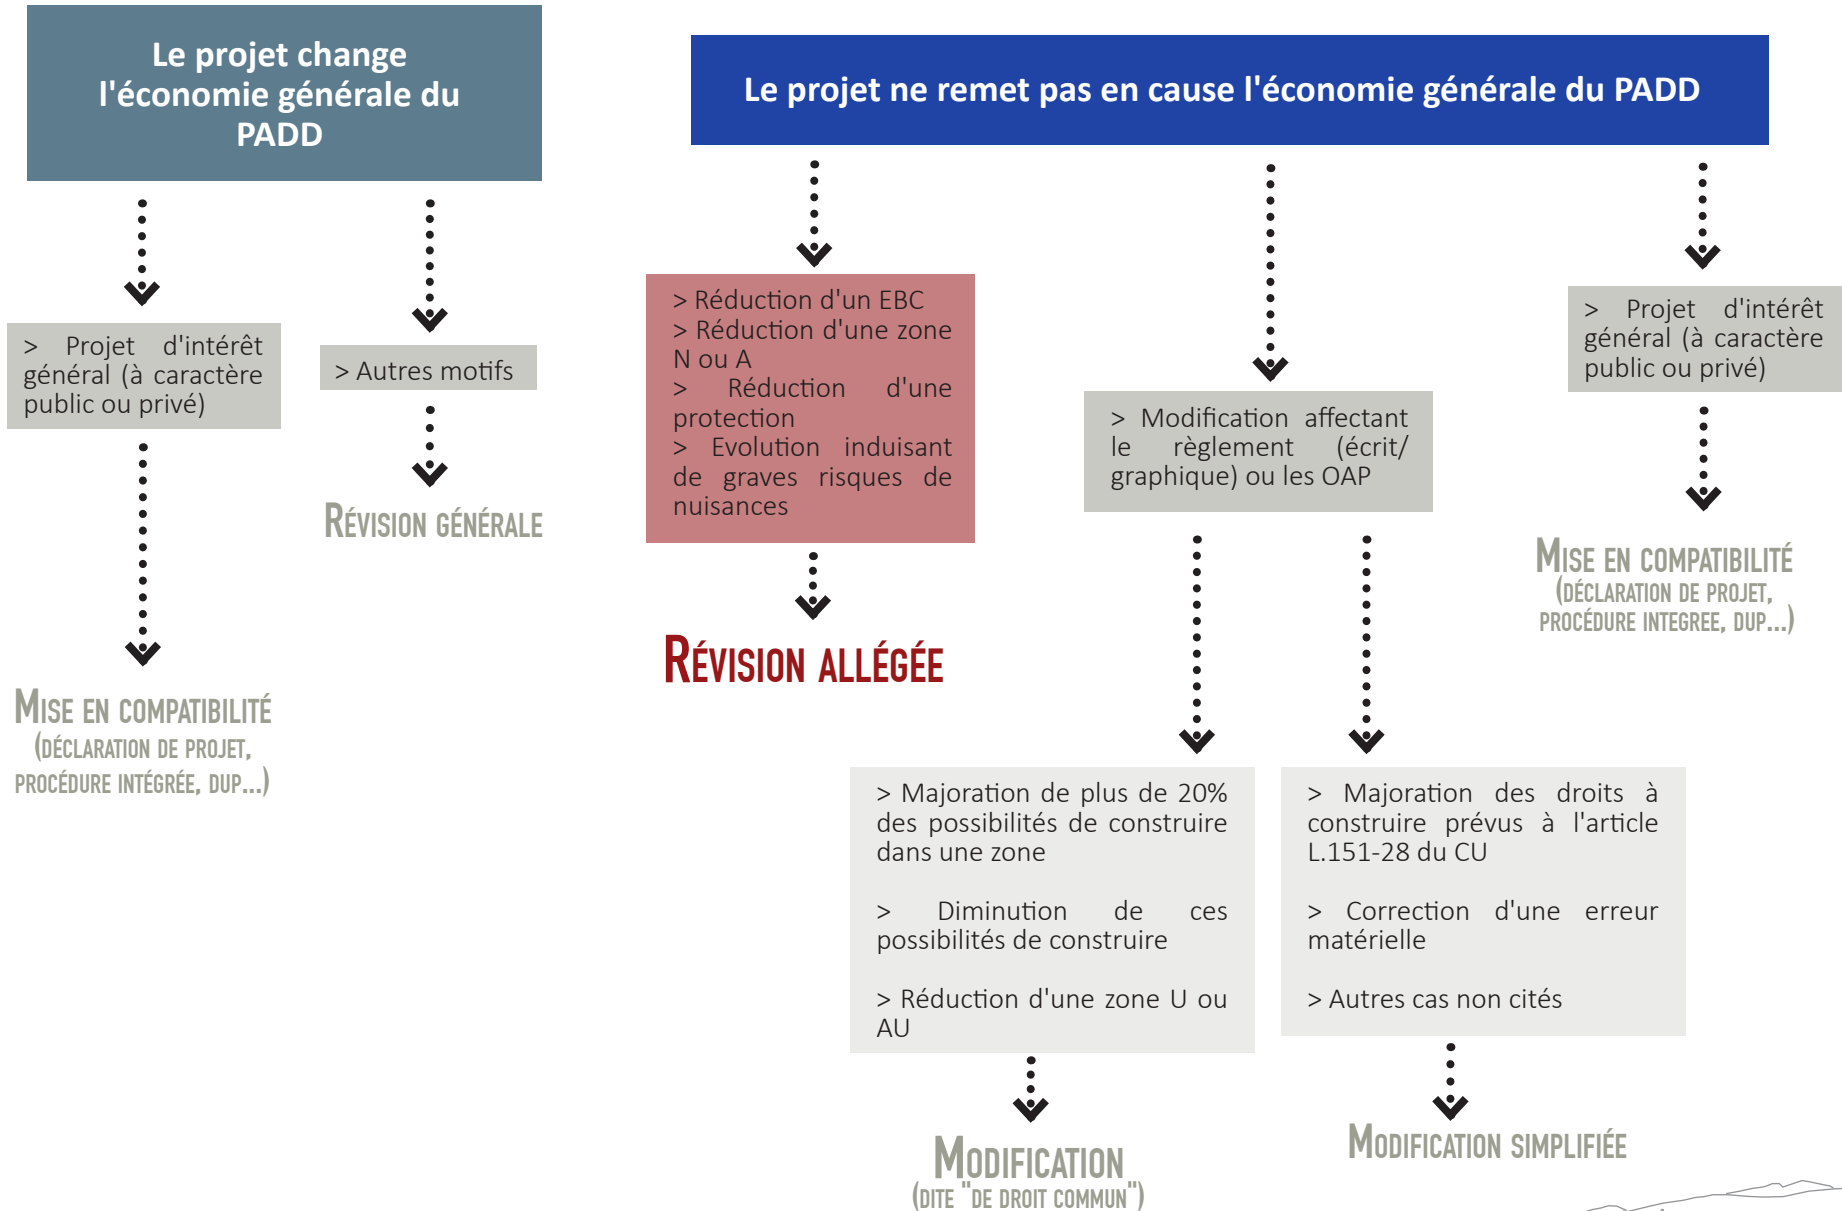 Le projet change
l'économie générale du
PADD
> Projet d'intérêt
général (à caractère
public ou privé)
Mise en compatibilité
(déclaration de projet,
procédure intégrée, dup...)
> Autres motifs
Révision générale
Le projet ne remet pas en cause l'économie générale du PADD
> Réduction d'un EBC
> Réduction d'une zone
N ou A
> Réduction d'une
protection
> Evolution induisant
de graves risques de
nuisances
Révision allégée
> Modification affectant
le règlement (écrit/
graphique) ou les OAP
> Majoration de plus de 20%
des possibilités de construire
dans une zone
> Diminution de ces
possibilités de construire
> Réduction d'une zone U ou
AU
Modification
(dite "de droit commun")
> Majoration des droits à
construire prévus à l'article
L.151-28 du CU
> Correction d'une erreur
matérielle
> Autres cas non cités
Modification simplifiée
> Projet d'intérêt
général (à caractère
public ou privé)
Mise en compatibilité
(déclaration de projet,
procédure integree, dup...)